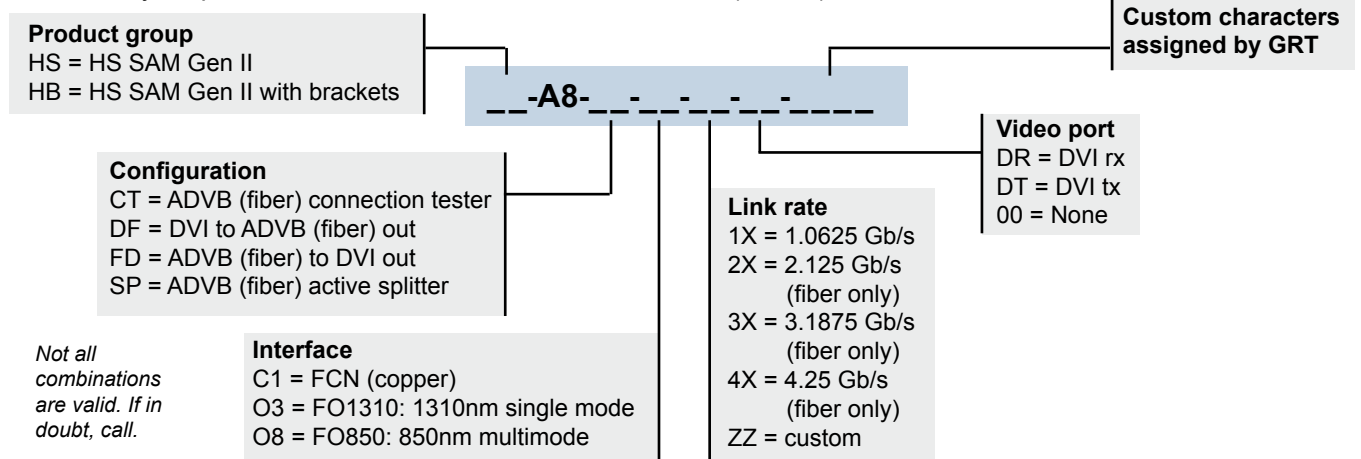 Product group
HS = HS SAM Gen II
HB = HS SAM Gen II with brackets
Custom characters
assigned by GRT
__-A8-__-__-__-__-____
Configuration
CT = ADVB (fiber) connection tester
DF = DVI to ADVB (fiber) out
FD = ADVB (fiber) to DVI out
SP = ADVB (fiber) active splitter
Video port
DR = DVI rx
DT = DVI tx
00 = None
Link rate
1X = 1.0625 Gb/s
2X = 2.125 Gb/s
(fiber only)
3X = 3.1875 Gb/s
(fiber only)
4X = 4.25 Gb/s
(fiber only)
ZZ = custom
Not all
combinations
are valid. If in
doubt, call.
Interface
C1 = FCN (copper)
O3 = FO1310: 1310nm single mode
O8 = FO850: 850nm multimode